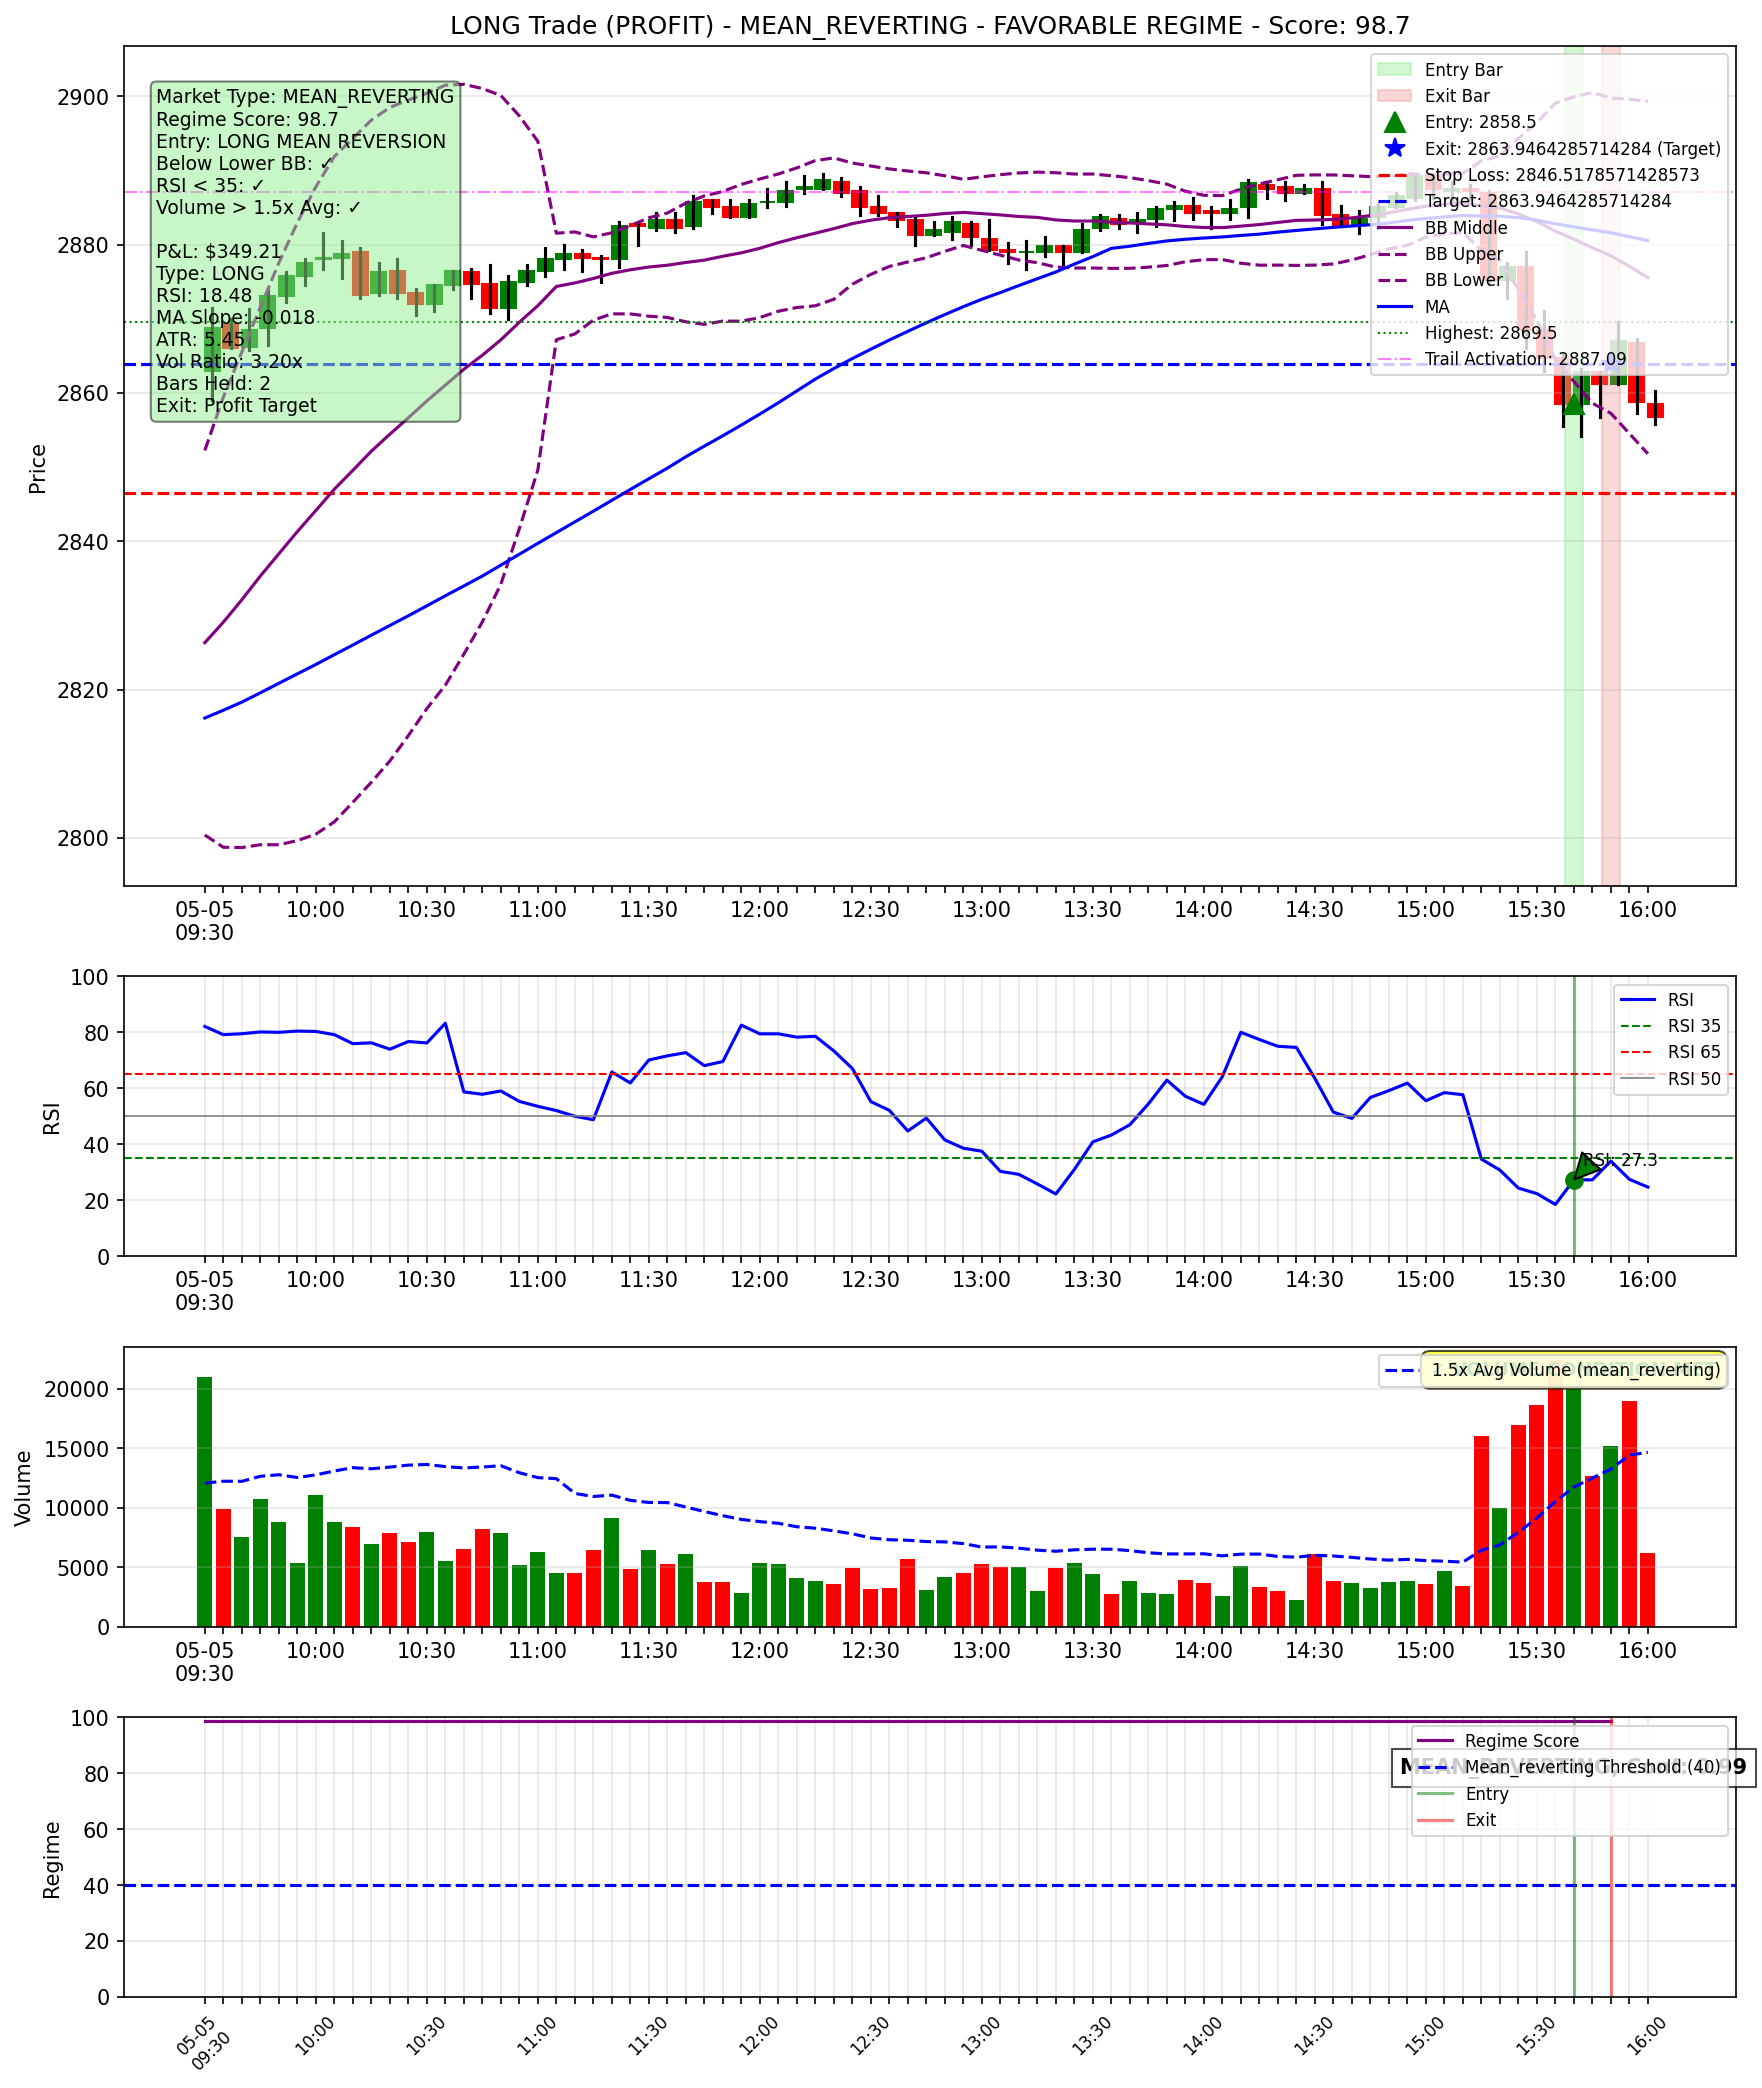 LONG Trade (PROFIT) - MEAN_REVERTING - FAVORABLE REGIME - Score: 98.7
Market Type: MEAN_REVERTING
Regime Score: 98.7
Entry: LONG MEAN REVERSION
Below Lower BB: ✓
RSI < 35: ✓
Volume > 1.5x Avg: ✓
P&L: $349.21
Type: LONG
RSI: 18.48
MA Slope: -0.018
ATR: 5.45
Vol Ratio: 3.20x
Bars Held: 2
Exit: Profit Target
Entry Bar
Exit Bar
Entry: 2858.5
Exit: 2863.9464285714284 (Target)
Stop Loss: 2846.5178571428573
Target: 2863.9464285714284
BB Middle
BB Upper
BB Lower
MA
Highest: 2869.5
Trail Activation: 2887.09
Price
2900
2880
2860
2840
2820
2800
05-05 10:00 10:30 11:00 11:30 12:00 12:30 13:00 13:30 14:00 14:30 15:00 15:30 16:00
09:30
RSI
100
80
60
40
20
0
RSI
RSI 35
RSI 65
RSI 50
RSI: 27.3
05-05 10:00 10:30 11:00 11:30 12:00 12:30 13:00 13:30 14:00 14:30 15:00 15:30 16:00
09:30
Volume
20000
15000
10000
5000
0
1.5x Avg Volume (mean_reverting)
05-05 10:00 10:30 11:00 11:30 12:00 12:30 13:00 13:30 14:00 14:30 15:00 15:30 16:00
09:30
Regime
100
80
60
40
20
0
Regime Score
Mean_reverting Threshold (40)
Entry
Exit
05-05 10:00 10:30 11:00 11:30 12:00 12:30 13:00 13:30 14:00 14:30 15:00 15:30 16:00
09:30